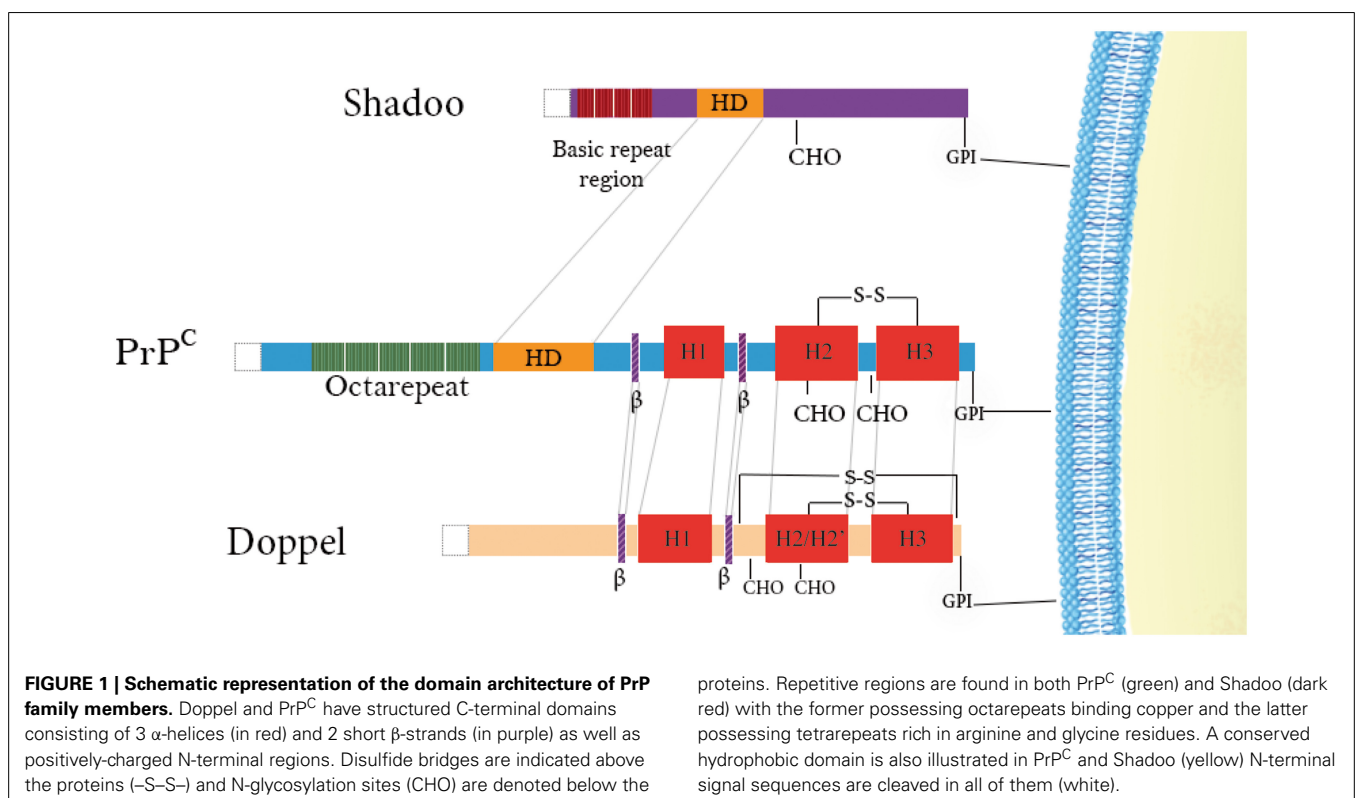 Shadoo
HD
Basic repeat
region
CHO
GPI
S-S
PrPᶜ
HD
H1
H2
H3
Octarepeat
β
β
CHO
CHO
GPI
S-S
S-S
Doppel
H1
H2/H2'
H3
β
β
CHO
CHO
GPI
FIGURE 1 | Schematic representation of the domain architecture of PrP
family members. Doppel and PrPᶜ have structured C-terminal domains
consisting of 3 α-helices (in red) and 2 short β-strands (in purple) as well as
positively-charged N-terminal regions. Disulfide bridges are indicated above
the proteins (–S–S–) and N-glycosylation sites (CHO) are denoted below the
proteins. Repetitive regions are found in both PrPᶜ (green) and Shadoo (dark
red) with the former possessing octarepeats binding copper and the latter
possessing tetrarepeats rich in arginine and glycine residues. A conserved
hydrophobic domain is also illustrated in PrPᶜ and Shadoo (yellow) N-terminal
signal sequences are cleaved in all of them (white).